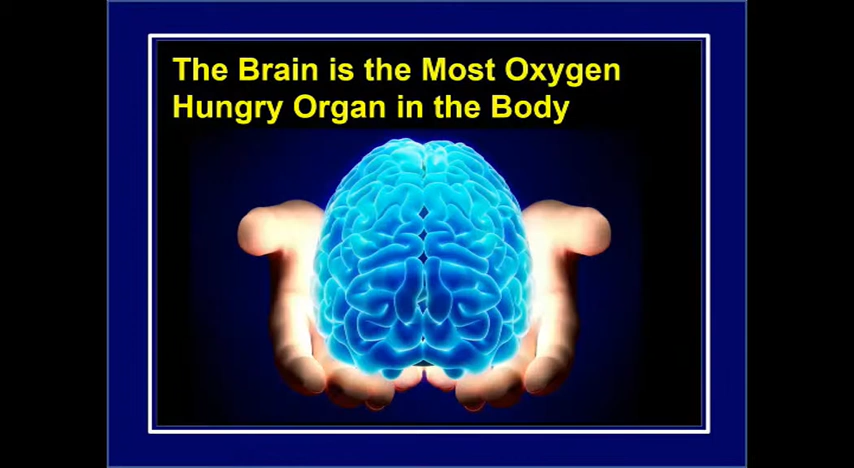 The Brain is the Most Oxygen
Hungry Organ in the Body